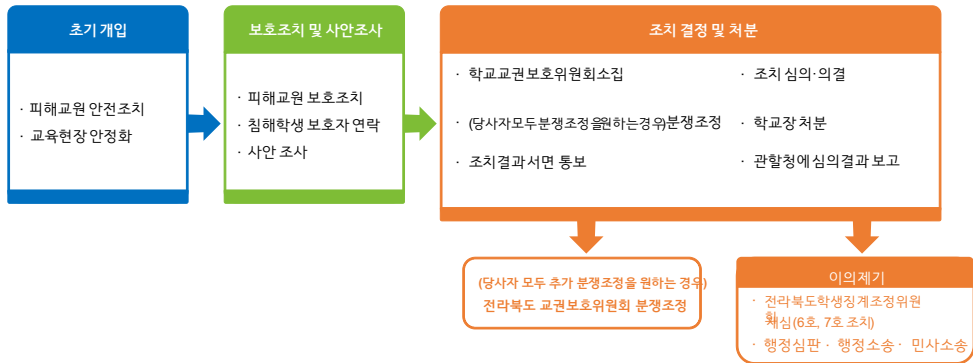 초기 개입
· 피해교원 안전조치
· 교육현장 안정화
보호조치 및 사안조사
· 피해교원 보호조치
· 침해학생 보호자 연락
· 사안 조사
조치 결정 및 처분
· 학교교권보호위원회소집
· 조치 심의·의결
· (당사자모두분쟁조정을원하는경우)분쟁조정
· 학교장 처분
· 조치결과 서면 통보
· 관할청에심의결과 보고
(당사자 모두 추가 분쟁조정을 원하는 경우)
전라북도 교권보호위원회 분쟁조정
이의제기
· 전라북도학생징계조정위원
회
재심(6호, 7호 조치)
· 행정심판 · 행정소송 · 민사소송